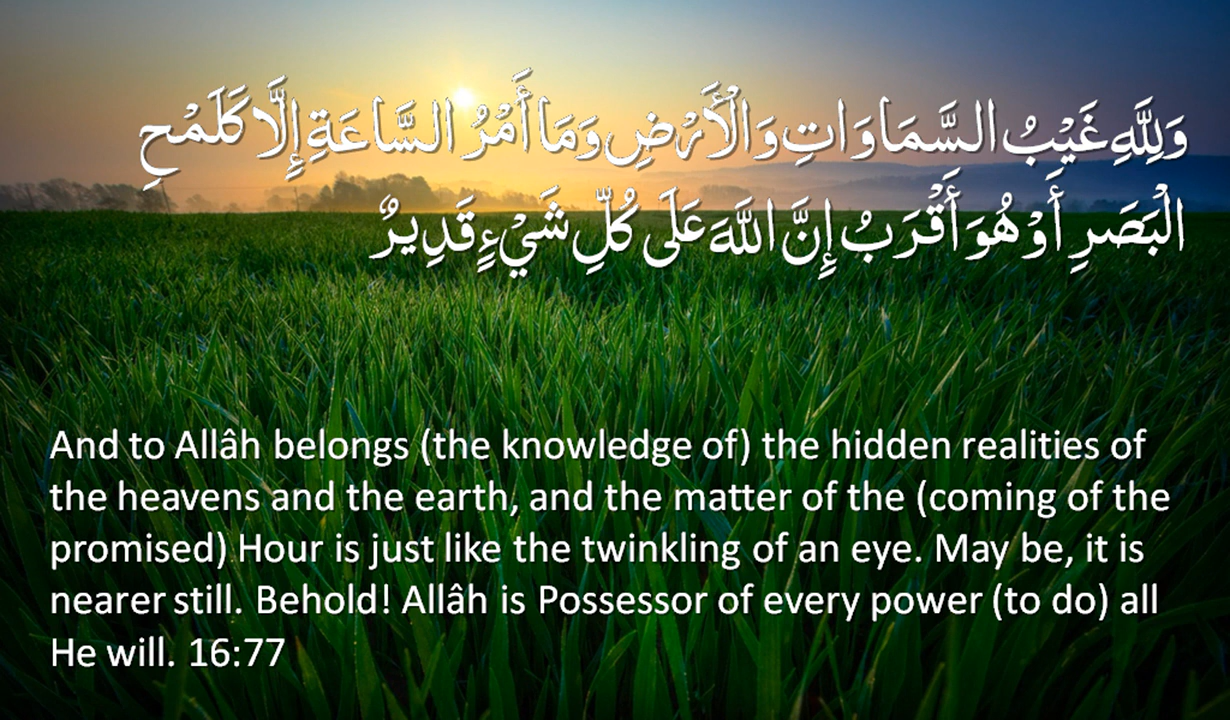 وَلِلَّهِ غَيْبُ السَّمَاوَاتِ وَالْأَرْضِ وَمَا أَمْرُ السَّاعَةِ إِلَّا كَلَمْحِ
الْبَصَرِ أَوْ هُوَ أَقْرَبُ إِنَّ اللَّهَ عَلَى كُلِّ شَيْءٍ قَدِيرٌ
And to Allâh belongs (the knowledge of) the hidden realities of
the heavens and the earth, and the matter of the (coming of the
promised) Hour is just like the twinkling of an eye. May be, it is
nearer still. Behold! Allâh is Possessor of every power (to do) all
He will. 16:77